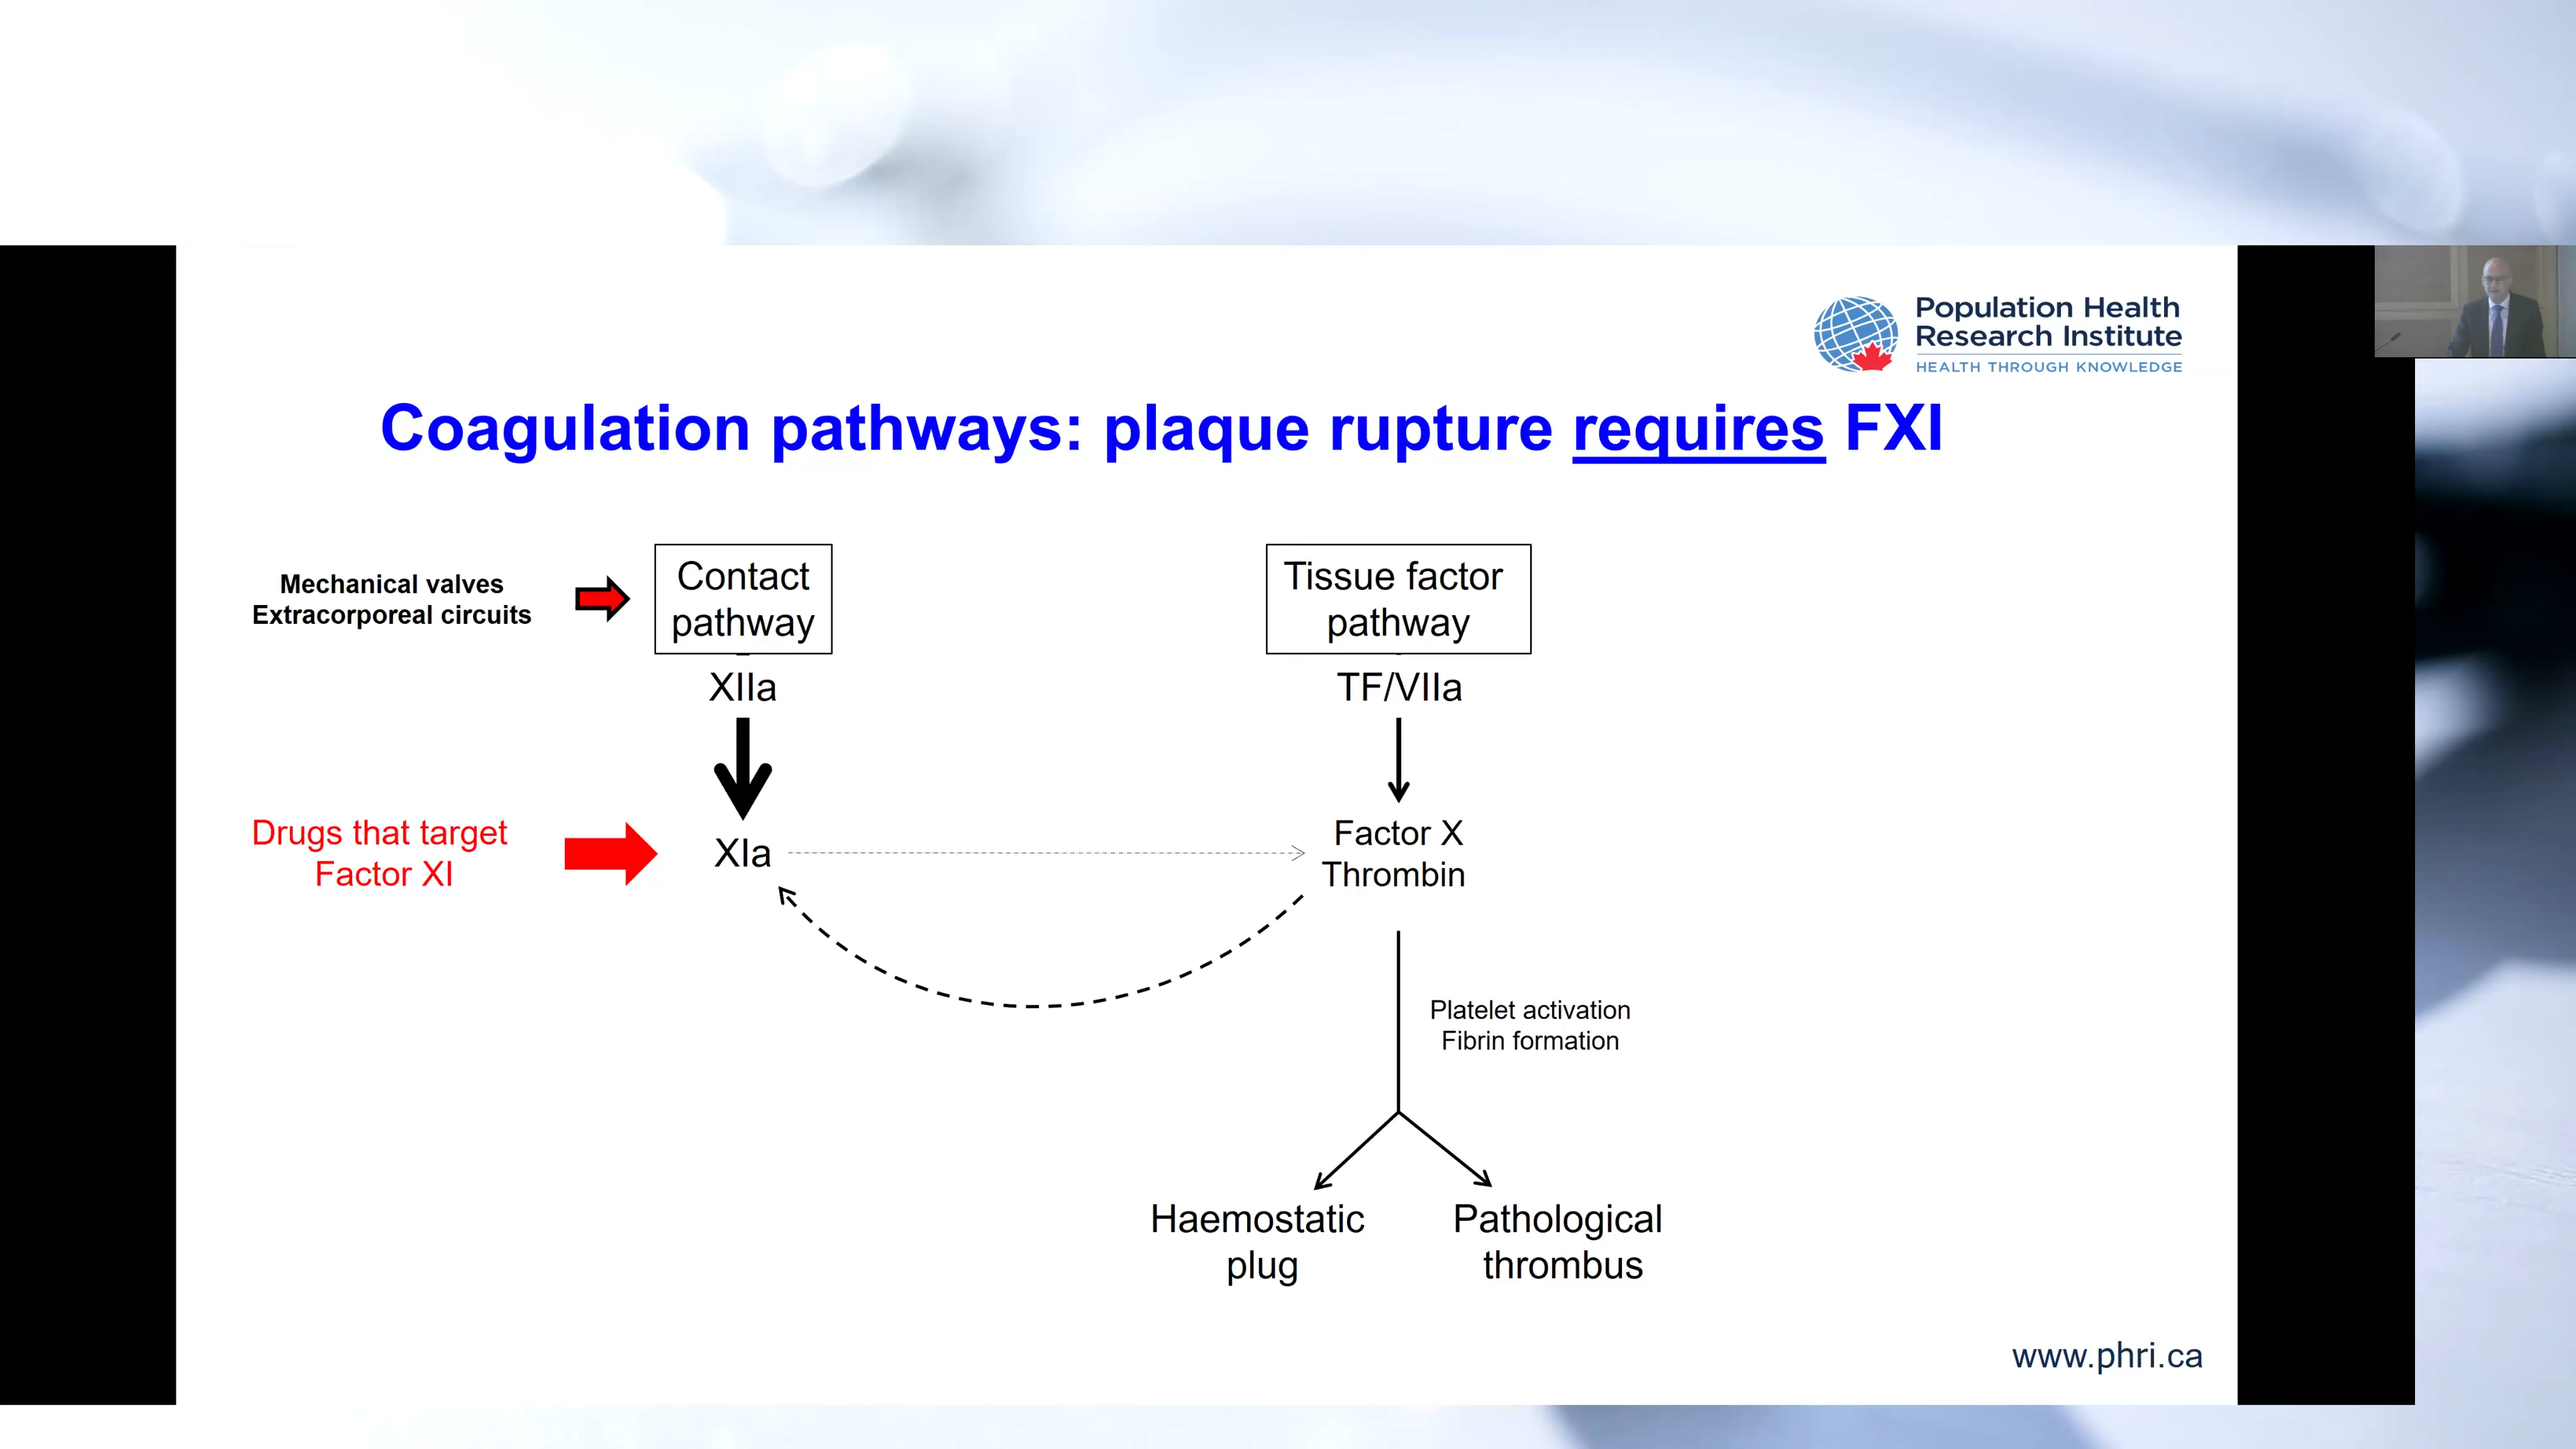 Population Health
Research Institute
HEALTH THROUGH KNOWLEDGE
Coagulation pathways: plaque rupture requires FXI
Mechanical valves
Extracorporeal circuits
Contact
pathway
Tissue factor
pathway
XIIa
TF/VIIa
Drugs that target
Factor XI
XIa
Factor X
Thrombin
Platelet activation
Fibrin formation
Haemostatic
plug
Pathological
thrombus
www.phri.ca